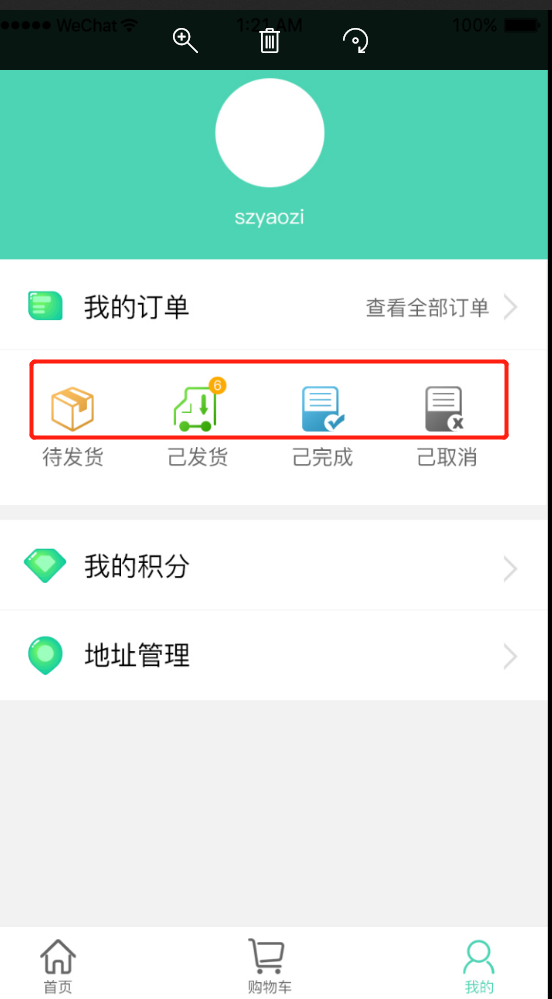 WeChat 1:21 AM 100%
szyaozi
我的订单 查看全部订单
6
待发货 己发货 己完成 己取消
我的积分
地址管理
首页 购物车 我的